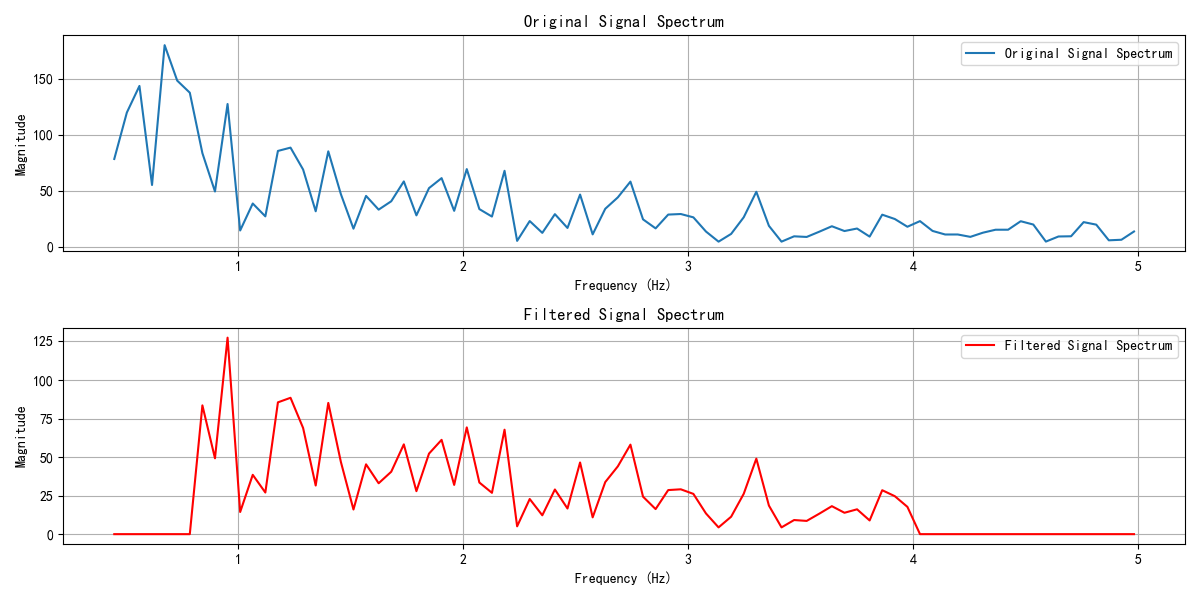 Original Signal Spectrum
Original Signal Spectrum
Magnitude
150
100
50
0
1 2 3 4 5
Frequency (Hz)
Filtered Signal Spectrum
Filtered Signal Spectrum
Magnitude
125
100
75
50
25
0
1 2 3 4 5
Frequency (Hz)